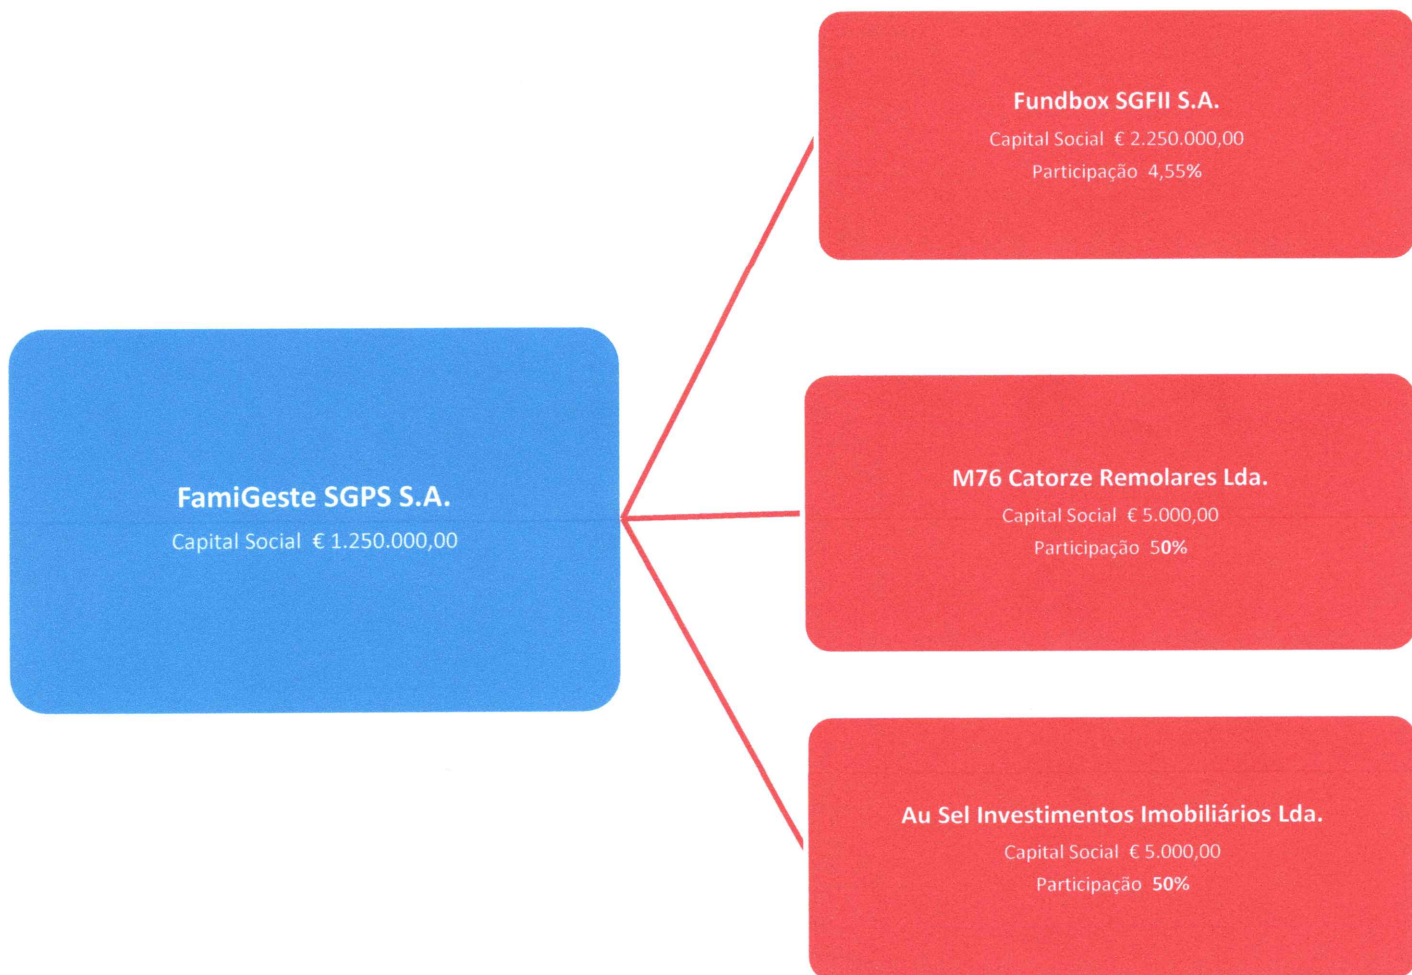 Fundbox SGFII S.A.
Capital Social € 2.250.000,00
Participação 4,55%
FamiGeste SGPS S.A.
Capital Social € 1.250.000,00
M76 Catorze Remolares Lda.
Capital Social € 5.000,00
Participação 50%
Au Sel Investimentos Imobiliários Lda.
Capital Social € 5.000,00
Participação 50%